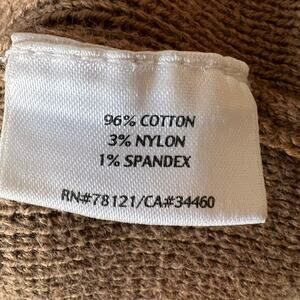 96% COTTON
3% NYLON
1% SPANDEX
RN#78121/CA#34460